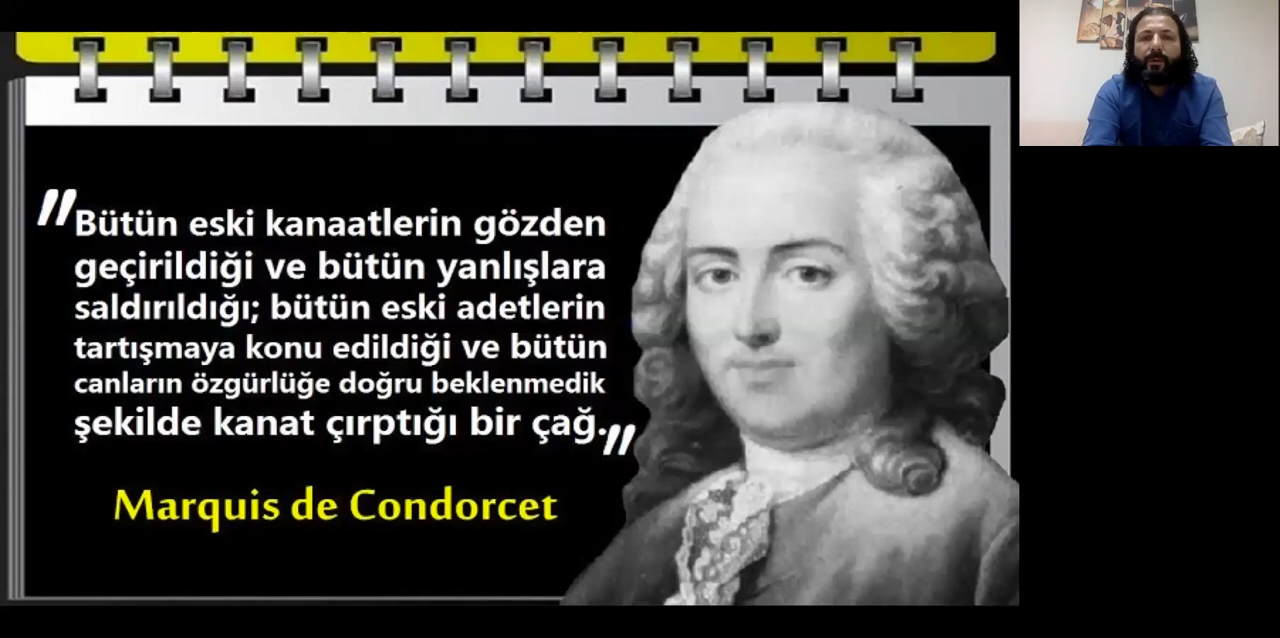 "Bütün eski kanaatlerin gözden
geçirildiği ve bütün yanlışlara
saldırıldığı; bütün eski adetlerin
tartışmaya konu edildiği ve bütün
canların özgürlüğe doğru beklenmedik
şekilde kanat çırptığı bir çağ."
Marquis de Condorcet